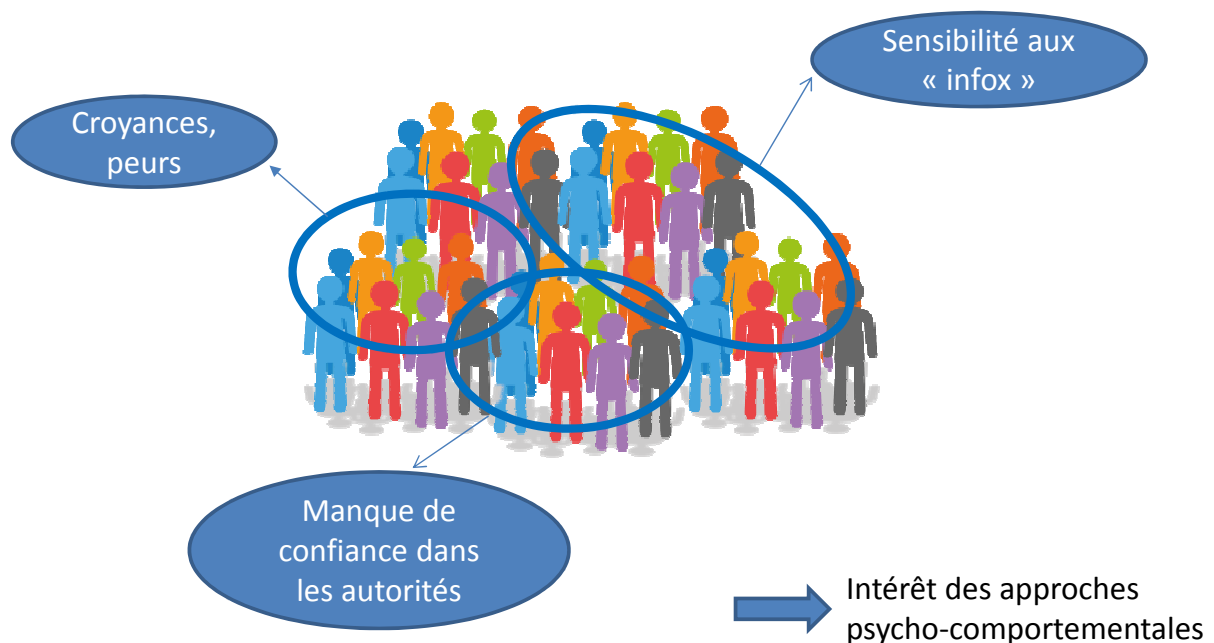 Sensibilité aux
« infox »
Croyances,
peurs
Manque de
confiance dans
les autorités
Intérêt des approches
psycho-comportementales